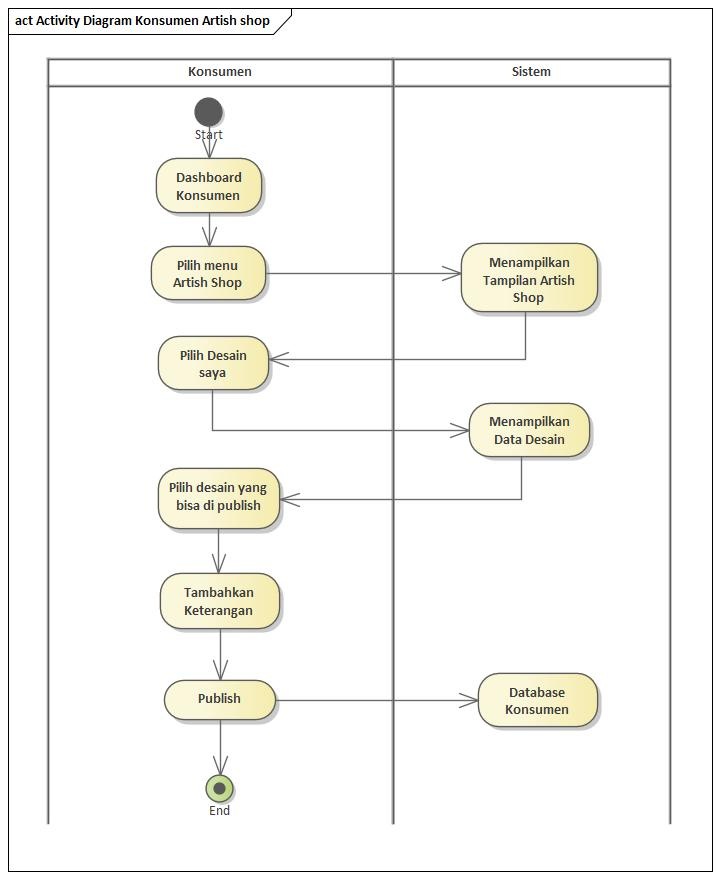 act Activity Diagram Konsumen Artish shop
Konsumen
Sistem
Start
Dashboard
Konsumen
Pilih menu
Artish Shop
Menampilkan
Tampilan Artish
Shop
Pilih Desain
saya
Menampilkan
Data Desain
Pilih desain yang
bisa di publish
Tambahkan
Keterangan
Publish
Database
Konsumen
End